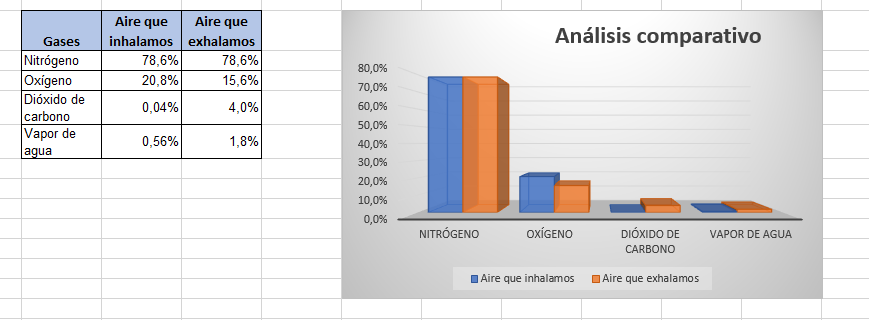 Gases Aire que inhalamos Aire que exhalamos
Nitrógeno 78,6% 78,6%
Oxígeno 20,8% 15,6%
Dióxido de carbono 0,04% 4,0%
Vapor de agua 0,56% 1,8%
Análisis comparativo
80,0%
70,0%
60,0%
50,0%
40,0%
30,0%
20,0%
10,0%
0,0%
NITRÓGENO OXÍGENO DIÓXIDO DE CARBONO VAPOR DE AGUA
Aire que inhalamos Aire que exhalamos